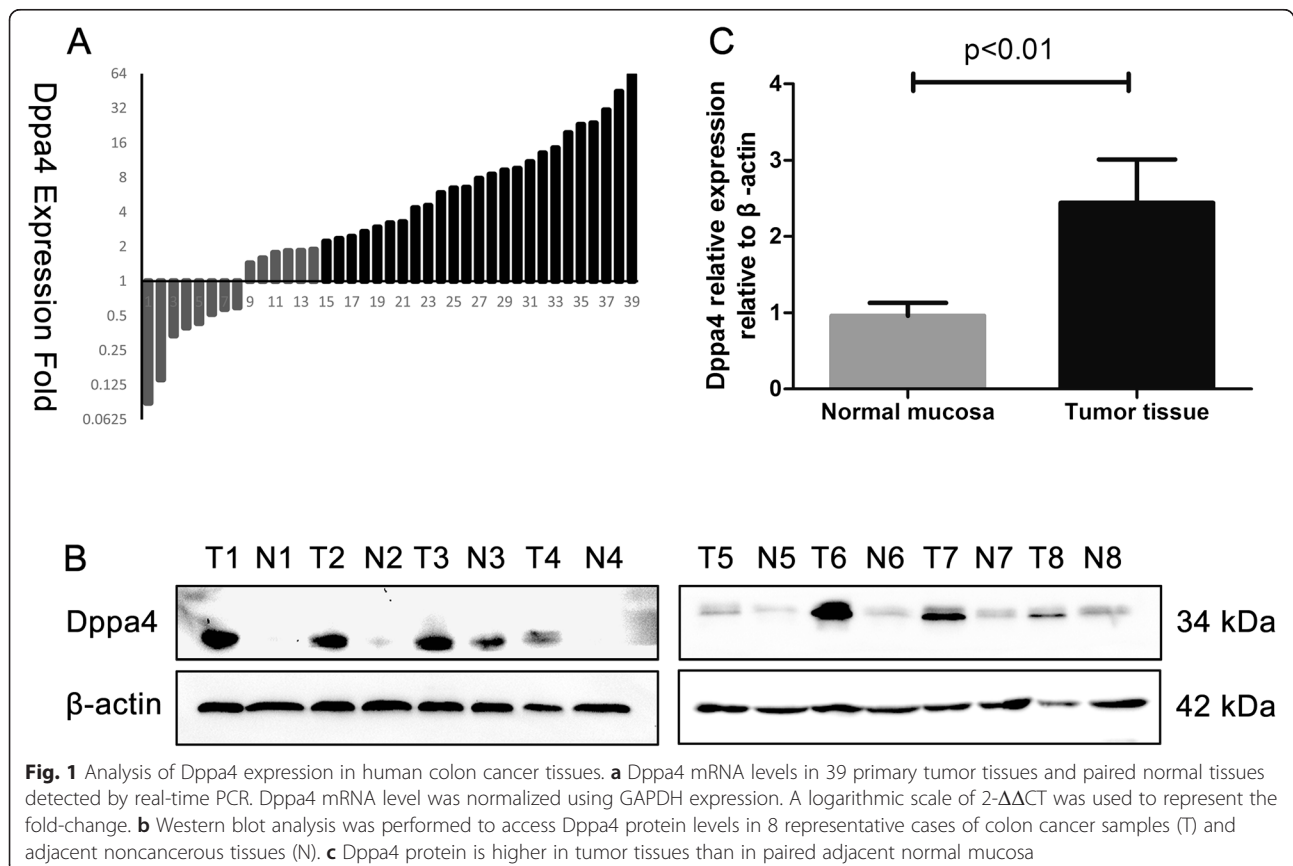 A
Dppa4 Expression Fold
64
32
16
8
4
2
1
0.5
0.25
0.125
0.0625
1 3 5 7 9 11 13 15 17 19 21 23 25 27 29 31 33 35 37 39
C
p<0.01
Dppa4 relative expression
relative to β -actin
4
3
2
1
0
Normal mucosa Tumor tissue
B
T1 N1 T2 N2 T3 N3 T4 N4 T5 N5 T6 N6 T7 N7 T8 N8
Dppa4 34 kDa
β-actin 42 kDa
Fig. 1 Analysis of Dppa4 expression in human colon cancer tissues. a Dppa4 mRNA levels in 39 primary tumor tissues and paired normal tissues
detected by real-time PCR. Dppa4 mRNA level was normalized using GAPDH expression. A logarithmic scale of 2-ΔΔCT was used to represent the
fold-change. b Western blot analysis was performed to access Dppa4 protein levels in 8 representative cases of colon cancer samples (T) and
adjacent noncancerous tissues (N). c Dppa4 protein is higher in tumor tissues than in paired adjacent normal mucosa